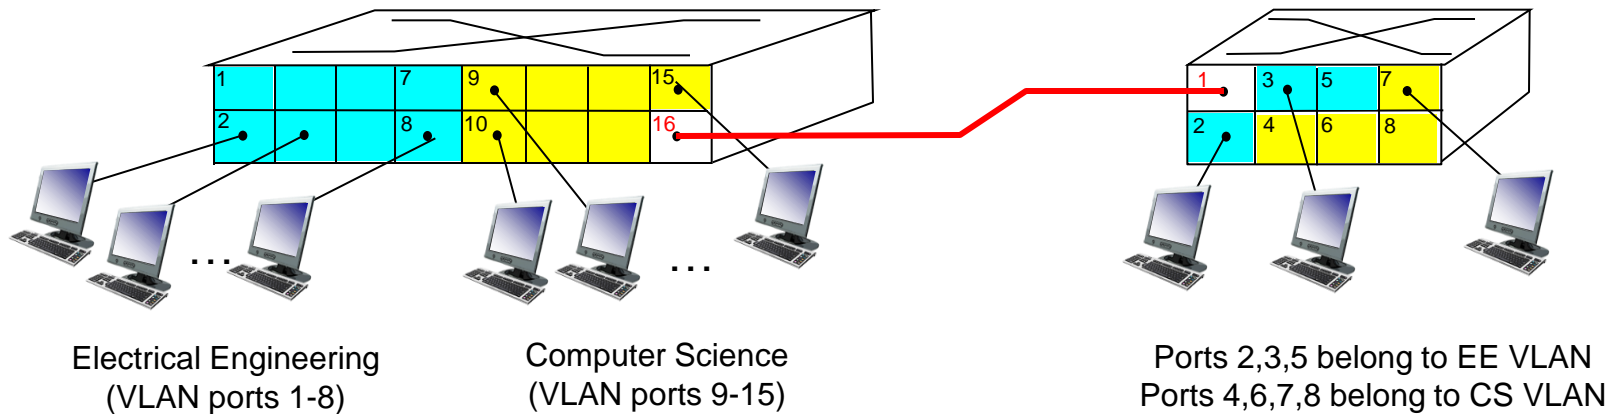 1 7 9 15
2 8 10 16
1 3 5 7
2 4 6 8
...
...
Electrical Engineering
(VLAN ports 1-8)
Computer Science
(VLAN ports 9-15)
Ports 2,3,5 belong to EE VLAN
Ports 4,6,7,8 belong to CS VLAN